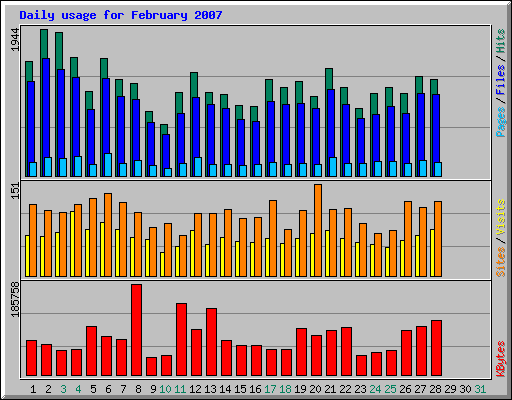 Daily usage for February 2007
1944
Pages / Files / Hits
151
Sites / Visits
185758
KBytes
1 2 3 4 5 6 7 8 9 10 11 12 13 14 15 16 17 18 19 20 21 22 23 24 25 26 27 28 29 30 31